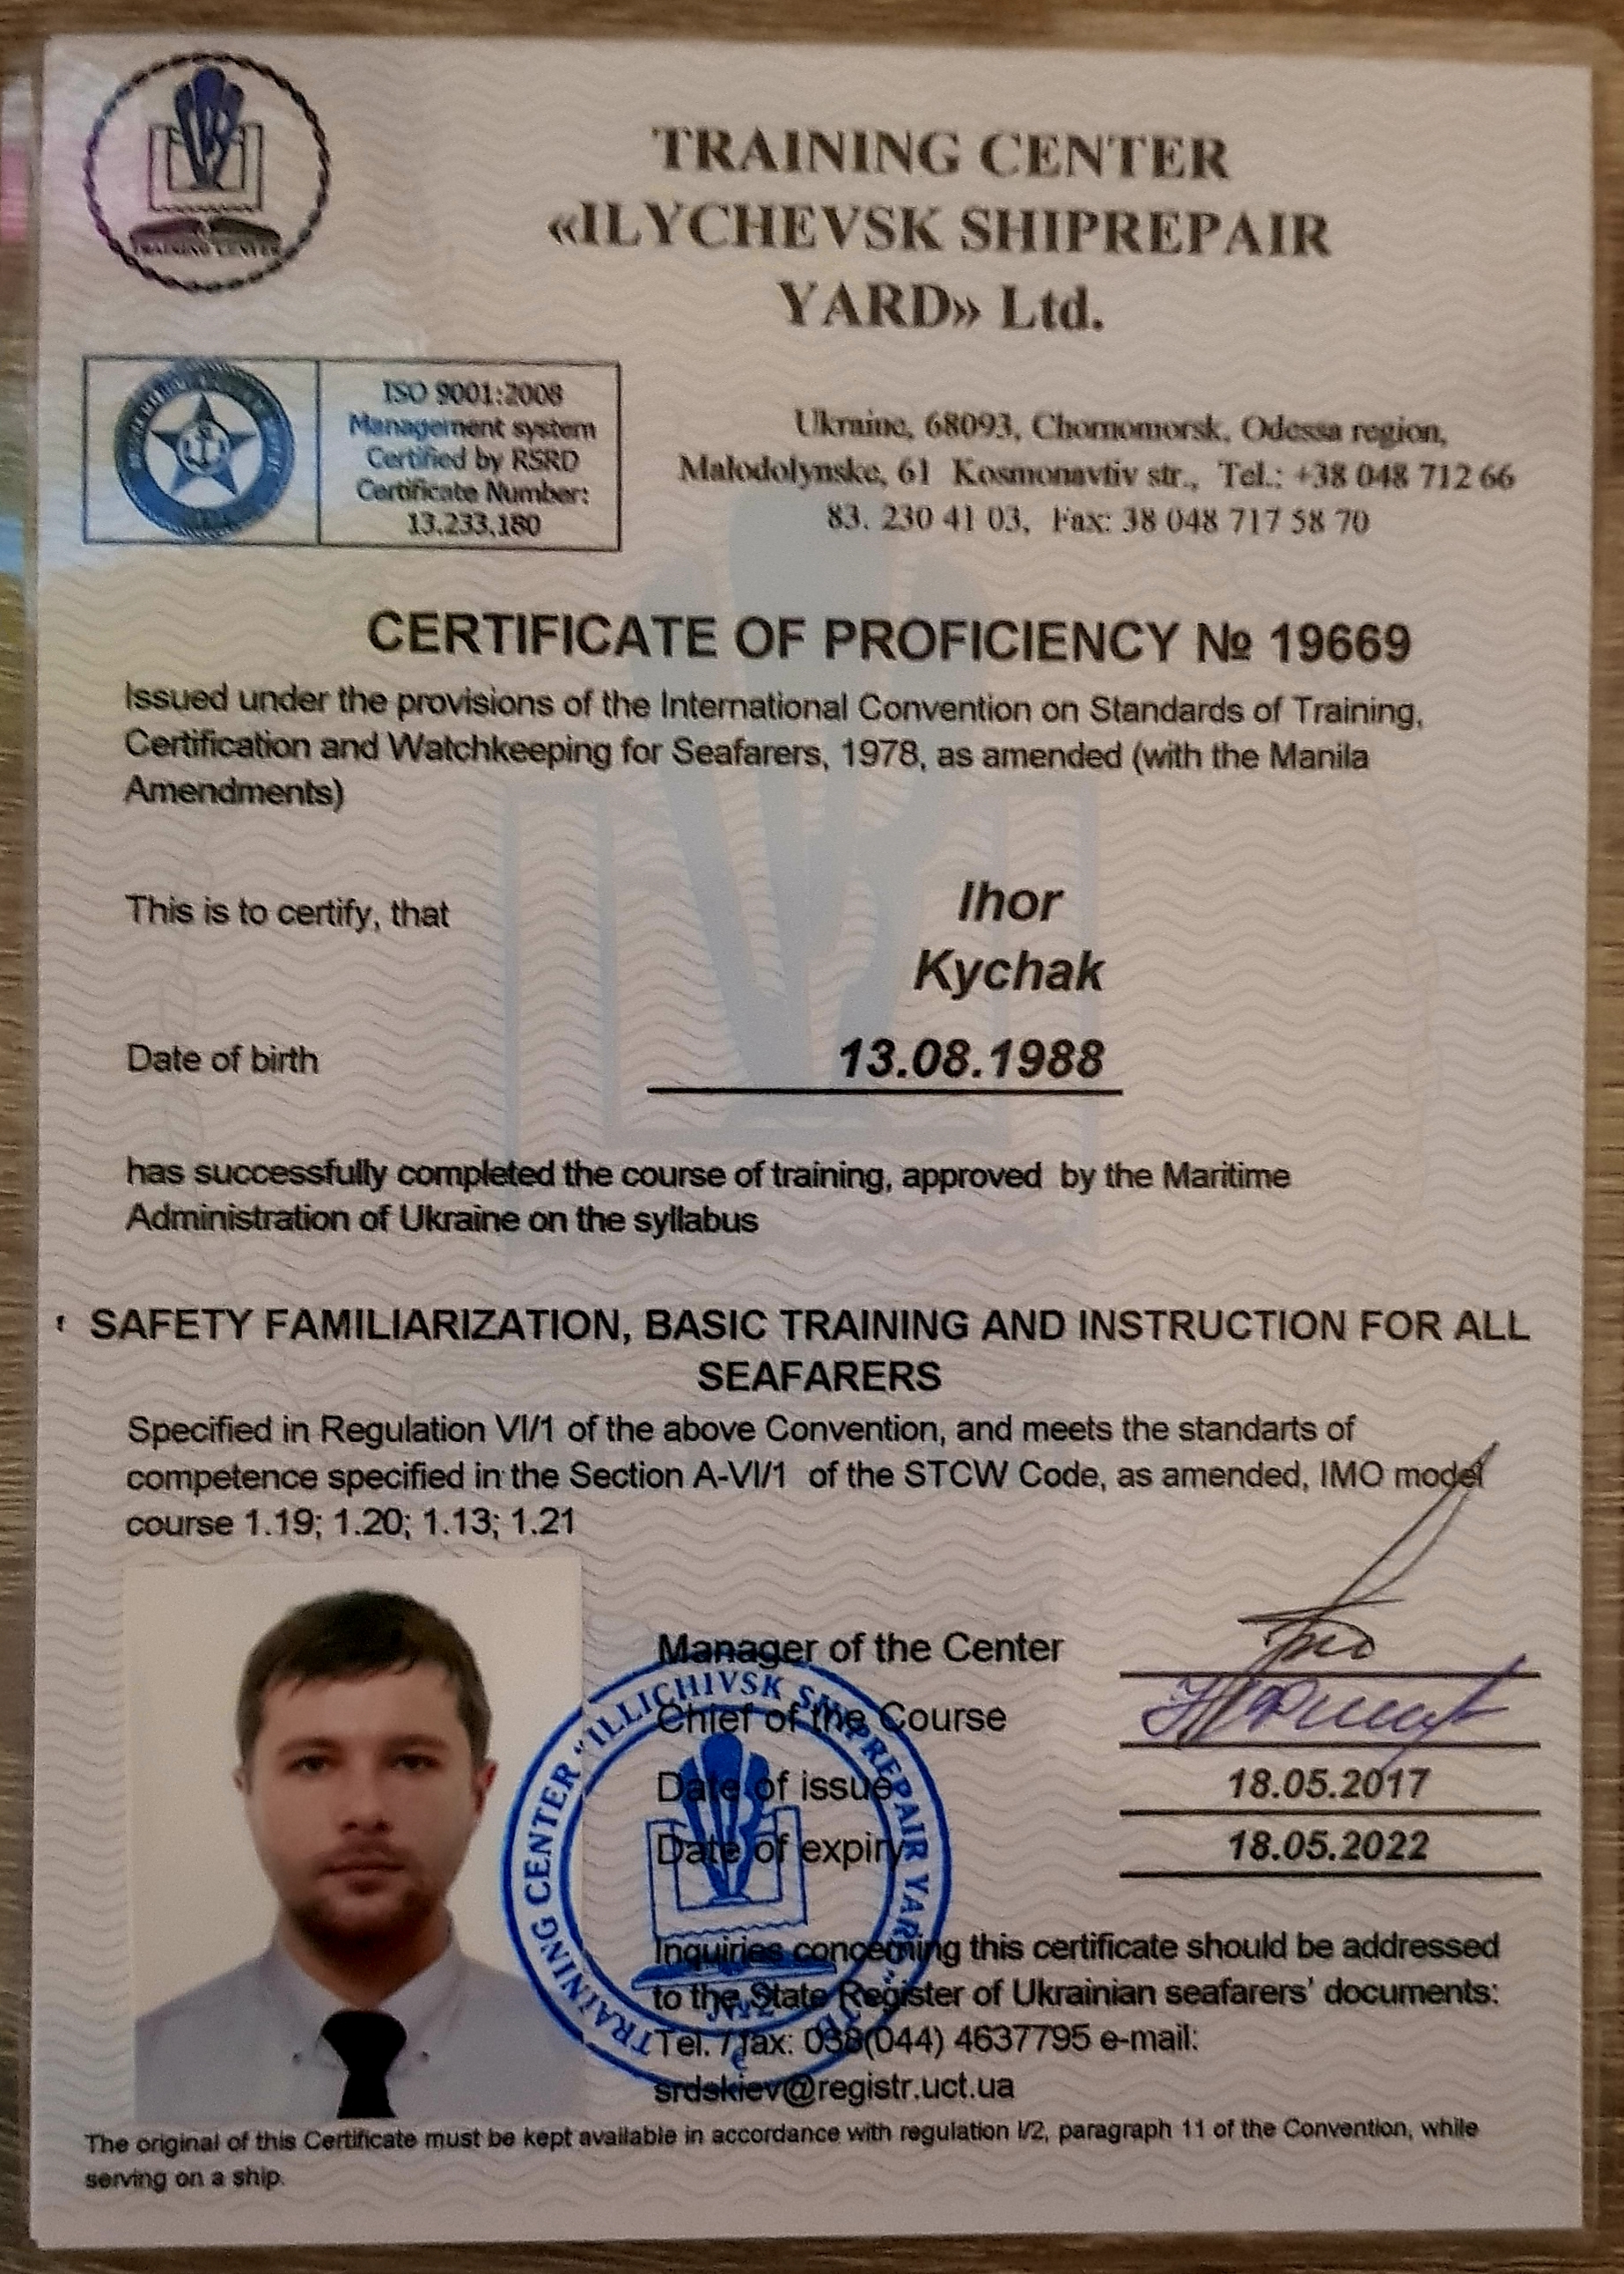 TRAINING CENTER
TRAINING CENTER
«ILYCHEVSK SHIPREPAIR
YARD» Ltd.
ISO 9001:2008
Management system
Certified by RSRD
Certificate Number:
13.233.180
Ukraine, 68093, Chornomorsk, Odessa region,
Malodolynske, 61 Kosmonavtiv str., Tel.: +38 048 712 66
83. 230 41 03, Fax: 38 048 717 58 70
CERTIFICATE OF PROFICIENCY № 19669
Issued under the provisions of the International Convention on Standards of Training,
Certification and Watchkeeping for Seafarers, 1978, as amended (with the Manila
Amendments)
This is to certify, that
Ihor
Kychak
Date of birth
13.08.1988
has successfully completed the course of training, approved by the Maritime
Administration of Ukraine on the syllabus
SAFETY FAMILIARIZATION, BASIC TRAINING AND INSTRUCTION FOR ALL
SEAFARERS
Specified in Regulation VI/1 of the above Convention, and meets the standarts of
competence specified in the Section A-VI/1 of the STCW Code, as amended, IMO model
course 1.19; 1.20; 1.13; 1.21
Manager of the Center
Chief of the Course
Date of issue 18.05.2017
Date of expiry 18.05.2022
TRAINING CENTER "ILLICHIVSK SHIPREPAIR YARD"
Inquiries concerning this certificate should be addressed
to the State Register of Ukrainian seafarers' documents:
Tel. / fax: 038(044) 4637795 e-mail:
srdskiev@registr.uct.ua
The original of this Certificate must be kept available in accordance with regulation I/2, paragraph 11 of the Convention, while
serving on a ship.